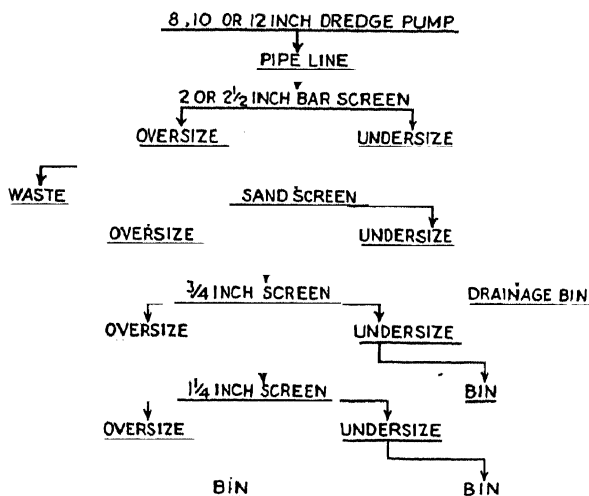 8, 10 OR 12 INCH DREDGE PUMP
PIPE LINE
2 OR 2½ INCH BAR SCREEN
OVERSIZE UNDERSIZE
WASTE SAND SCREEN
OVERSIZE UNDERSIZE
¾ INCH SCREEN DRAINAGE BIN
OVERSIZE UNDERSIZE
BIN
1¼ INCH SCREEN
OVERSIZE UNDERSIZE
BIN BIN